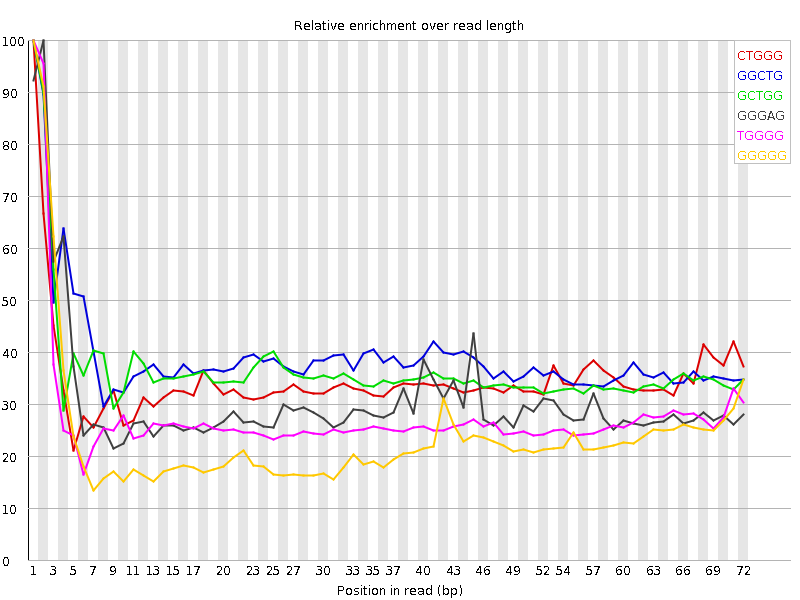 Relative enrichment over read length
100
90
80
70
60
50
40
30
20
10
0
CTGGG
GGCTG
GCTGG
GGGAG
TGGGG
GGGGG
1 3 5 7 9 11 13 15 17 20 23 25 27 30 33 35 37 40 43 46 49 52 54 57 60 63 66 69 72
Position in read (bp)